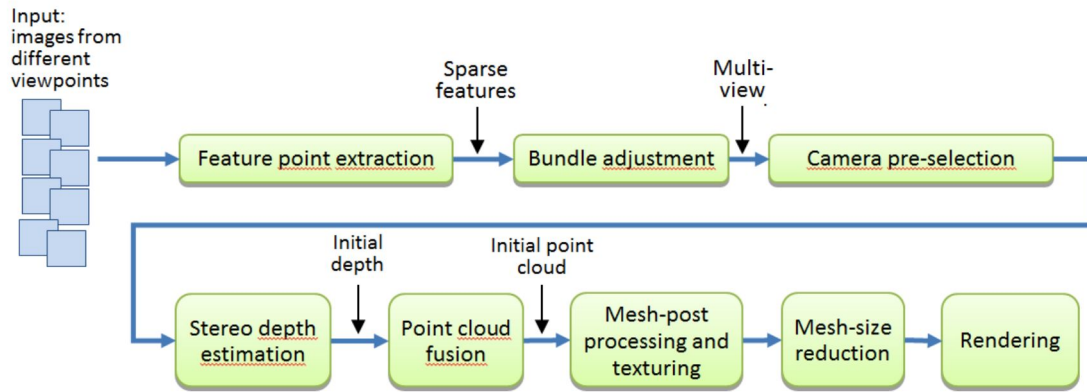 Input:
images from
different
viewpoints
Sparse
features
Multi-
view
Feature point extraction
Bundle adjustment
Camera pre-selection
Initial
depth
Initial point
cloud
Stereo depth
estimation
Point cloud
fusion
Mesh-post
processing and
texturing
Mesh-size
reduction
Rendering